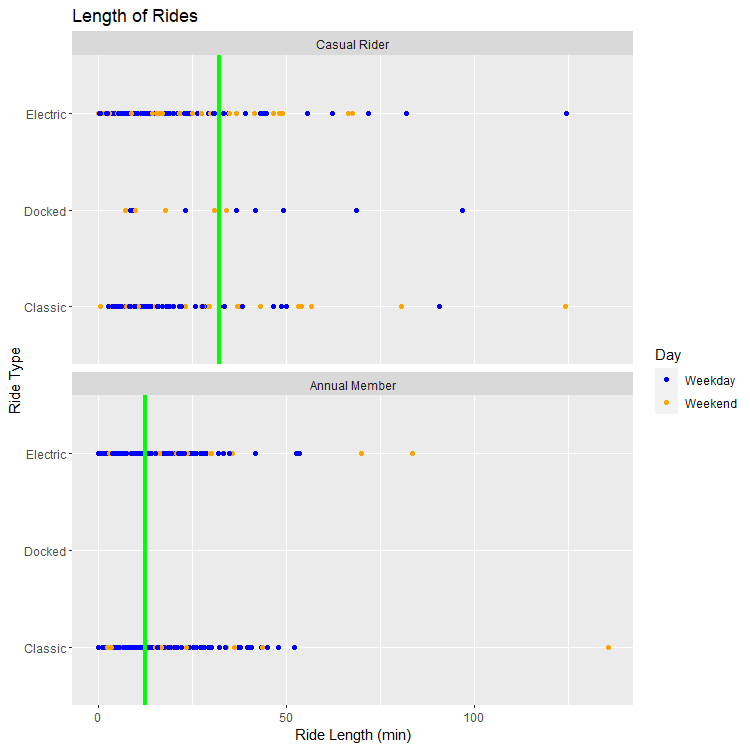 Length of Rides
Casual Rider
Electric
Docked
Classic
Annual Member
Electric
Docked
Classic
0
50
100
Ride Length (min)
Ride Type
Day
Weekday
Weekend